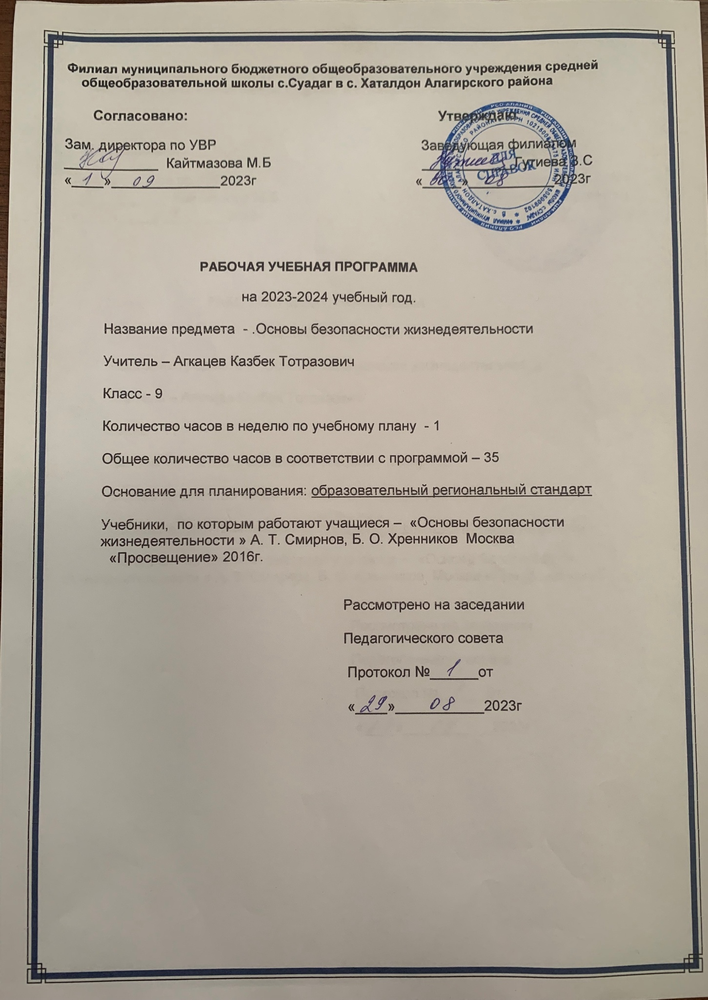 Филиал муниципального бюджетного общеобразовательного учреждения средней
общеобразовательной школы с.Суадаг в с. Хаталдон Алагирского района
Согласовано: Утверждаю
Зам. директора по УВР Заведующая филиалом
____________ Кайтмазова М.Б Гутиева З.С
«1» 09 2023г « » 08 2023г
ДЛЯ
СПРАВОК
РАБОЧАЯ УЧЕБНАЯ ПРОГРАММА
на 2023-2024 учебный год.
Название предмета - .Основы безопасности жизнедеятельности
Учитель – Агкацев Казбек Тотразович
Класс - 9
Количество часов в неделю по учебному плану - 1
Общее количество часов в соответствии с программой – 35
Основание для планирования: образовательный региональный стандарт
Учебники, по которым работают учащиеся – «Основы безопасности
жизнедеятельности » А. Т. Смирнов, Б. О. Хренников Москва
«Просвещение» 2016г.
Рассмотрено на заседании
Педагогического совета
Протокол № 1 от
«29» 08 2023г